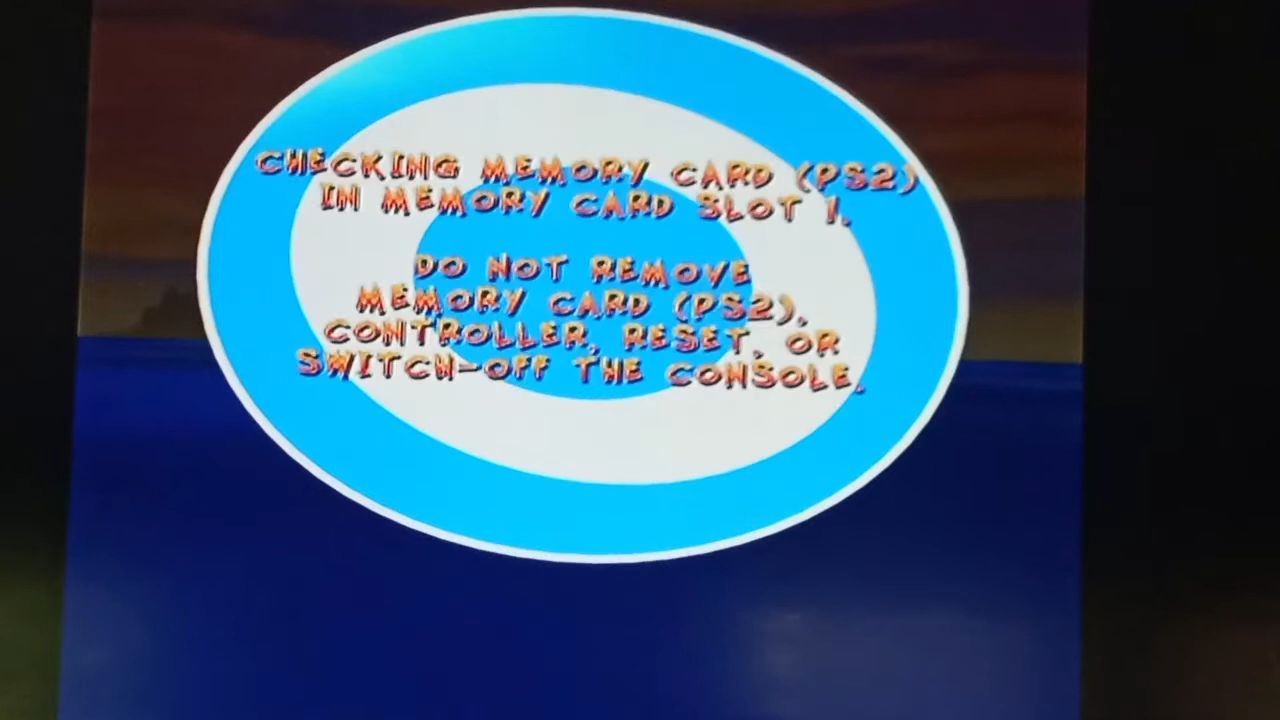 CHECKING MEMORY CARD (PS2)
IN MEMORY CARD SLOT 1.
DO NOT REMOVE
MEMORY CARD (PS2),
CONTROLLER, RESET, OR
SWITCH-OFF THE CONSOLE.